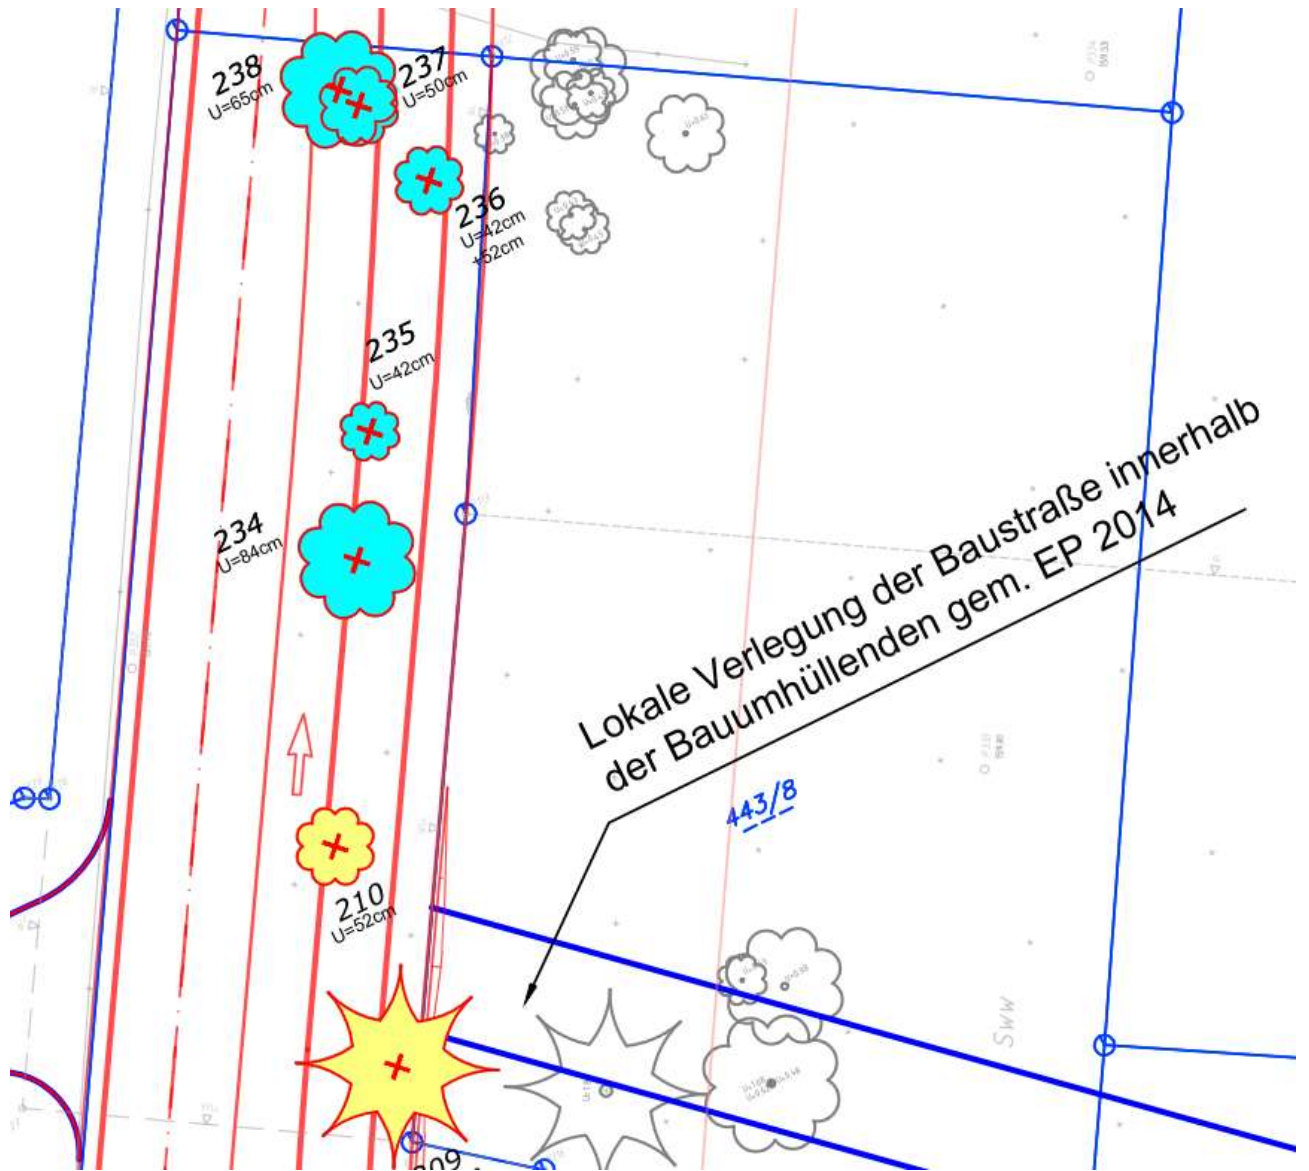 238
U=65cm
237
U=50cm
236
U=42cm
+52cm
235
U=42cm
234
U=84cm
Lokale Verlegung der Baustraße innerhalb
der Bauumhüllenden gem. EP 2014
443/8
210
U=52cm
SWW
209